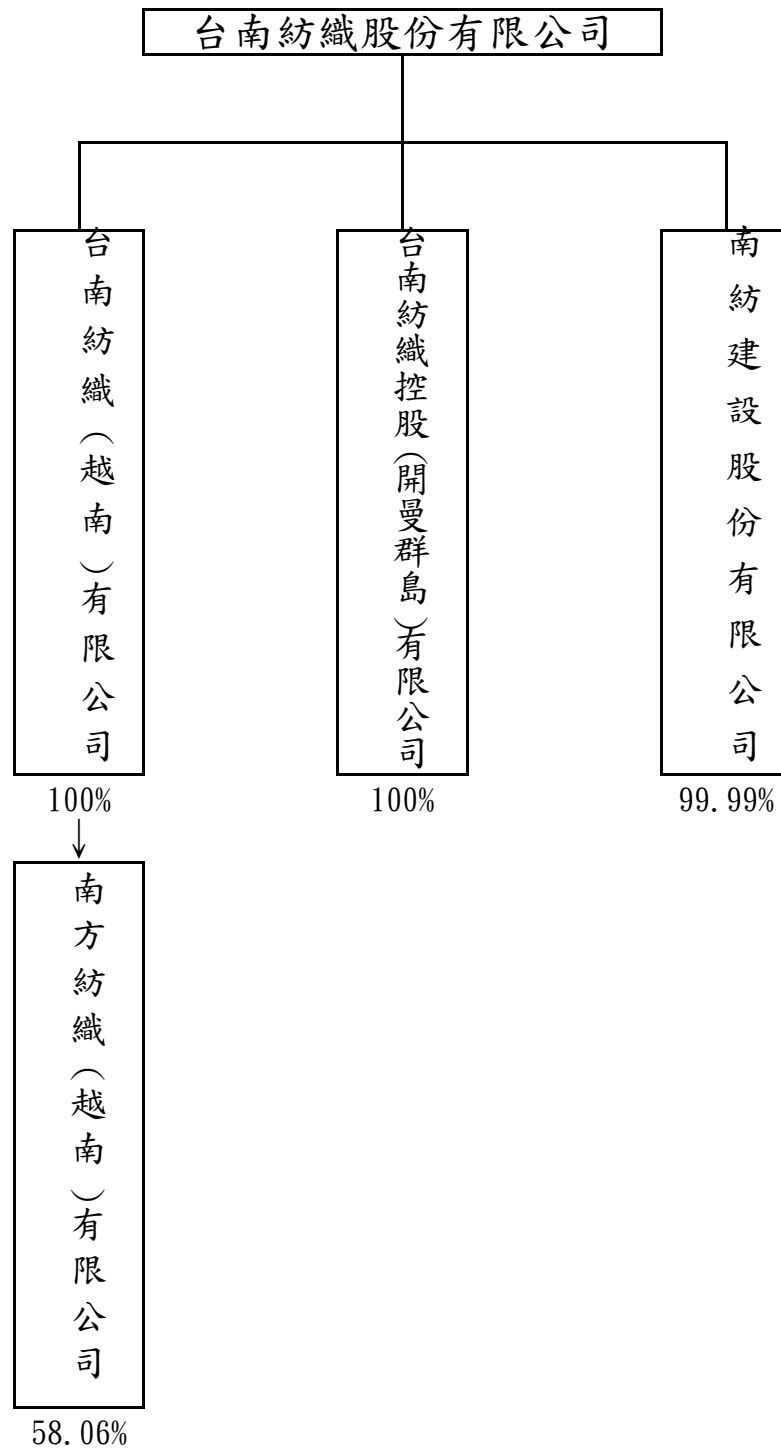 台南紡織股份有限公司
台南紡織（越南）有限公司
100%
台南紡織控股（開曼群島）有限公司
100%
南紡建設股份有限公司
99.99%
南方紡織（越南）有限公司
58.06%